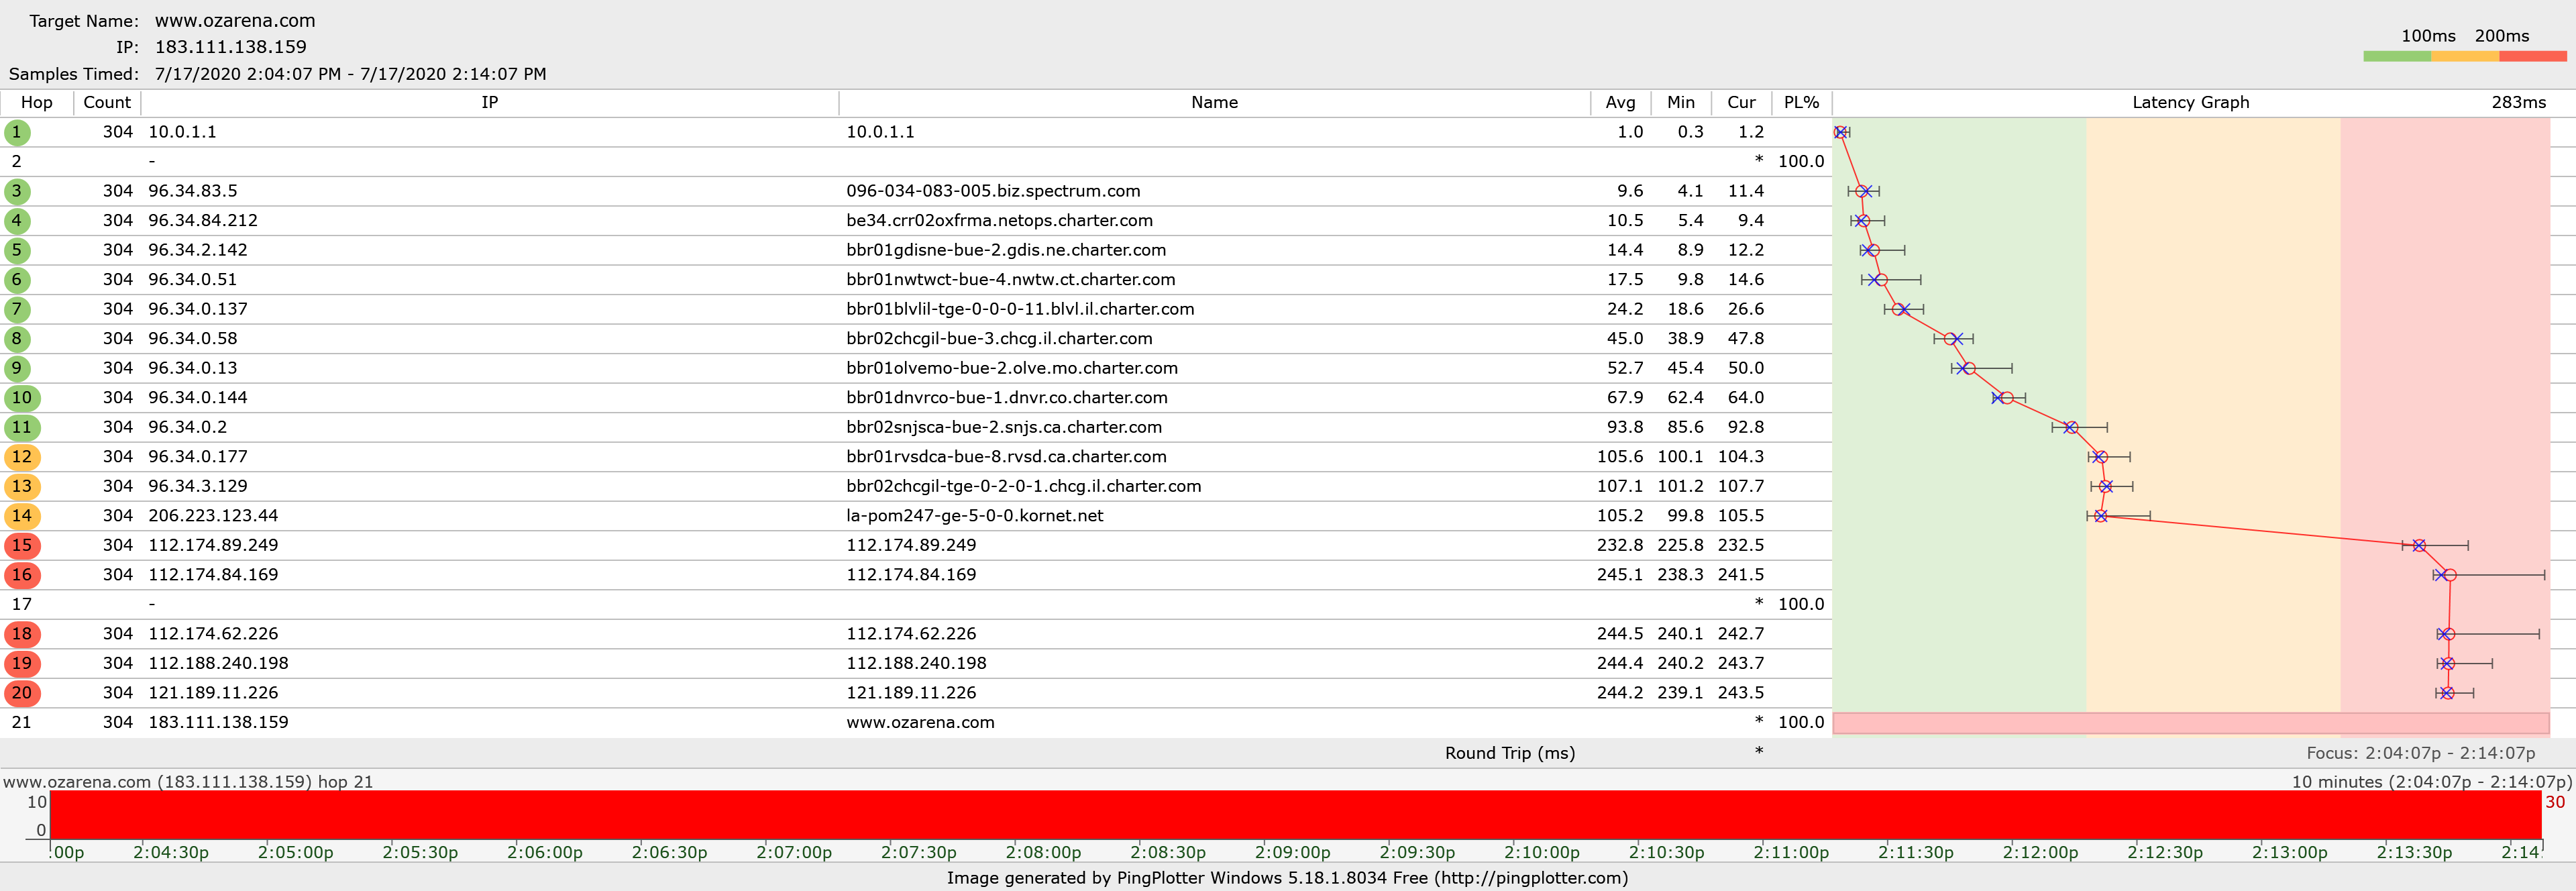 Target Name: www.ozarena.com
IP: 183.111.138.159
Samples Timed: 7/17/2020 2:04:07 PM - 7/17/2020 2:14:07 PM
100ms 200ms
Hop Count IP Name Avg Min Cur PL% Latency Graph 283ms
1 304 10.0.1.1 10.0.1.1 1.0 0.3 1.2
2 - * 100.0
3 304 96.34.83.5 096-034-083-005.biz.spectrum.com 9.6 4.1 11.4
4 304 96.34.84.212 be34.crr02oxfrma.netops.charter.com 10.5 5.4 9.4
5 304 96.34.2.142 bbr01gdisne-bue-2.gdis.ne.charter.com 14.4 8.9 12.2
6 304 96.34.0.51 bbr01nwtwct-bue-4.nwtw.ct.charter.com 17.5 9.8 14.6
7 304 96.34.0.137 bbr01blvlil-tge-0-0-0-11.blvl.il.charter.com 24.2 18.6 26.6
8 304 96.34.0.58 bbr02chcgil-bue-3.chcg.il.charter.com 45.0 38.9 47.8
9 304 96.34.0.13 bbr01olvemo-bue-2.olve.mo.charter.com 52.7 45.4 50.0
10 304 96.34.0.144 bbr01dnvrco-bue-1.dnvr.co.charter.com 67.9 62.4 64.0
11 304 96.34.0.2 bbr02snjsca-bue-2.snjs.ca.charter.com 93.8 85.6 92.8
12 304 96.34.0.177 bbr01rvsdca-bue-8.rvsd.ca.charter.com 105.6 100.1 104.3
13 304 96.34.3.129 bbr02chcgil-tge-0-2-0-1.chcg.il.charter.com 107.1 101.2 107.7
14 304 206.223.123.44 la-pom247-ge-5-0-0.kornet.net 105.2 99.8 105.5
15 304 112.174.89.249 112.174.89.249 232.8 225.8 232.5
16 304 112.174.84.169 112.174.84.169 245.1 238.3 241.5
17 - * 100.0
18 304 112.174.62.226 112.174.62.226 244.5 240.1 242.7
19 304 112.188.240.198 112.188.240.198 244.4 240.2 243.7
20 304 121.189.11.226 121.189.11.226 244.2 239.1 243.5
21 304 183.111.138.159 www.ozarena.com * 100.0
Round Trip (ms) * Focus: 2:04:07p - 2:14:07p
www.ozarena.com (183.111.138.159) hop 21 10 minutes (2:04:07p - 2:14:07p)
10 30
0
:00p 2:04:30p 2:05:00p 2:05:30p 2:06:00p 2:06:30p 2:07:00p 2:07:30p 2:08:00p 2:08:30p 2:09:00p 2:09:30p 2:10:00p 2:10:30p 2:11:00p 2:11:30p 2:12:00p 2:12:30p 2:13:00p 2:13:30p 2:14:
Image generated by PingPlotter Windows 5.18.1.8034 Free (http://pingplotter.com)